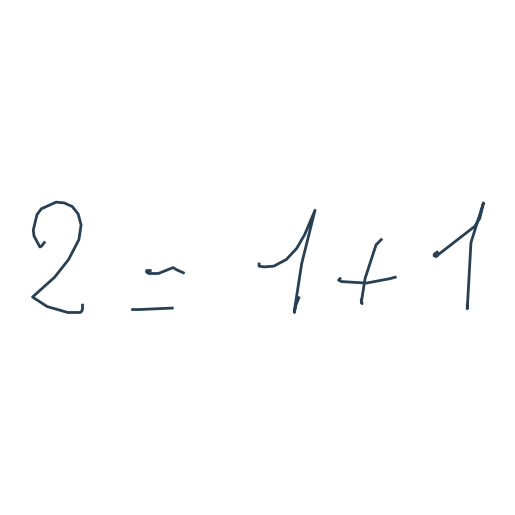 2 = 1 + 1